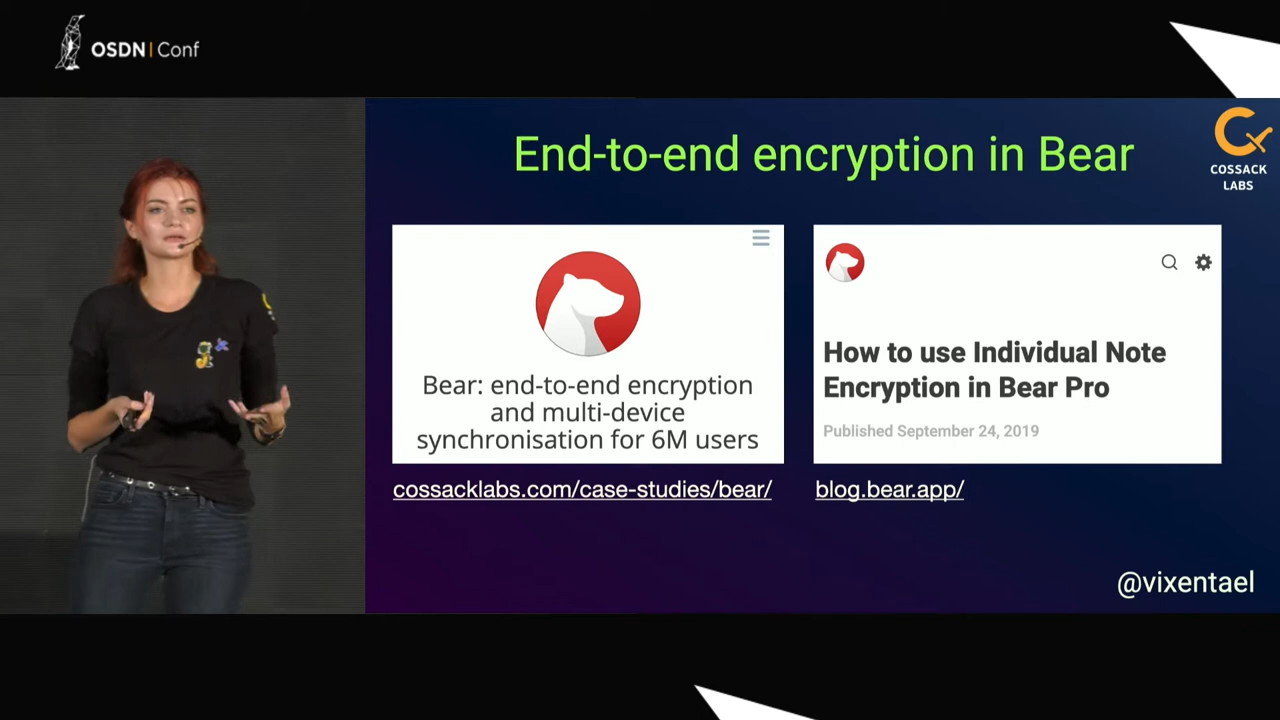 OSDN | Conf
End-to-end encryption in Bear
COSSACK
LABS
Bear: end-to-end encryption
and multi-device
synchronisation for 6M users
How to use Individual Note
Encryption in Bear Pro
Published September 24, 2019
cossacklabs.com/case-studies/bear/
blog.bear.app/
@vixentael